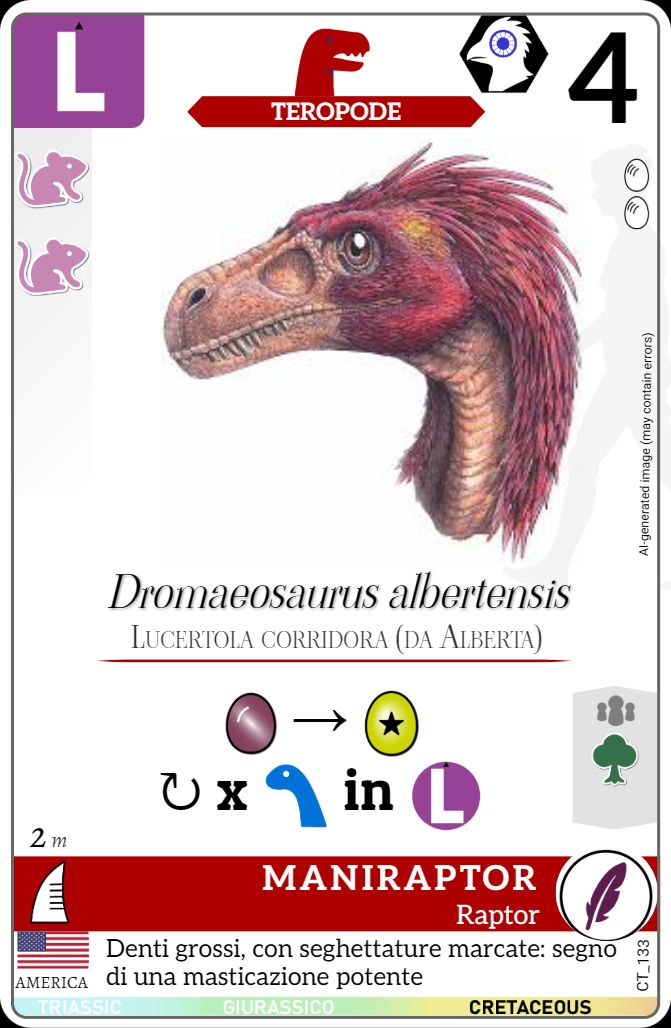 L
TEROPODE
4
AI-generated image (may contain errors)
Dromaeosaurus albertensis
Lucertola corridora (da Alberta)
x in L
2 m
MANIRAPTOR
Raptor
AMERICA
Denti grossi, con seghettature marcate: segno
di una masticazione potente
CT_133
TRIASSIC GIURASSICO CRETACEOUS